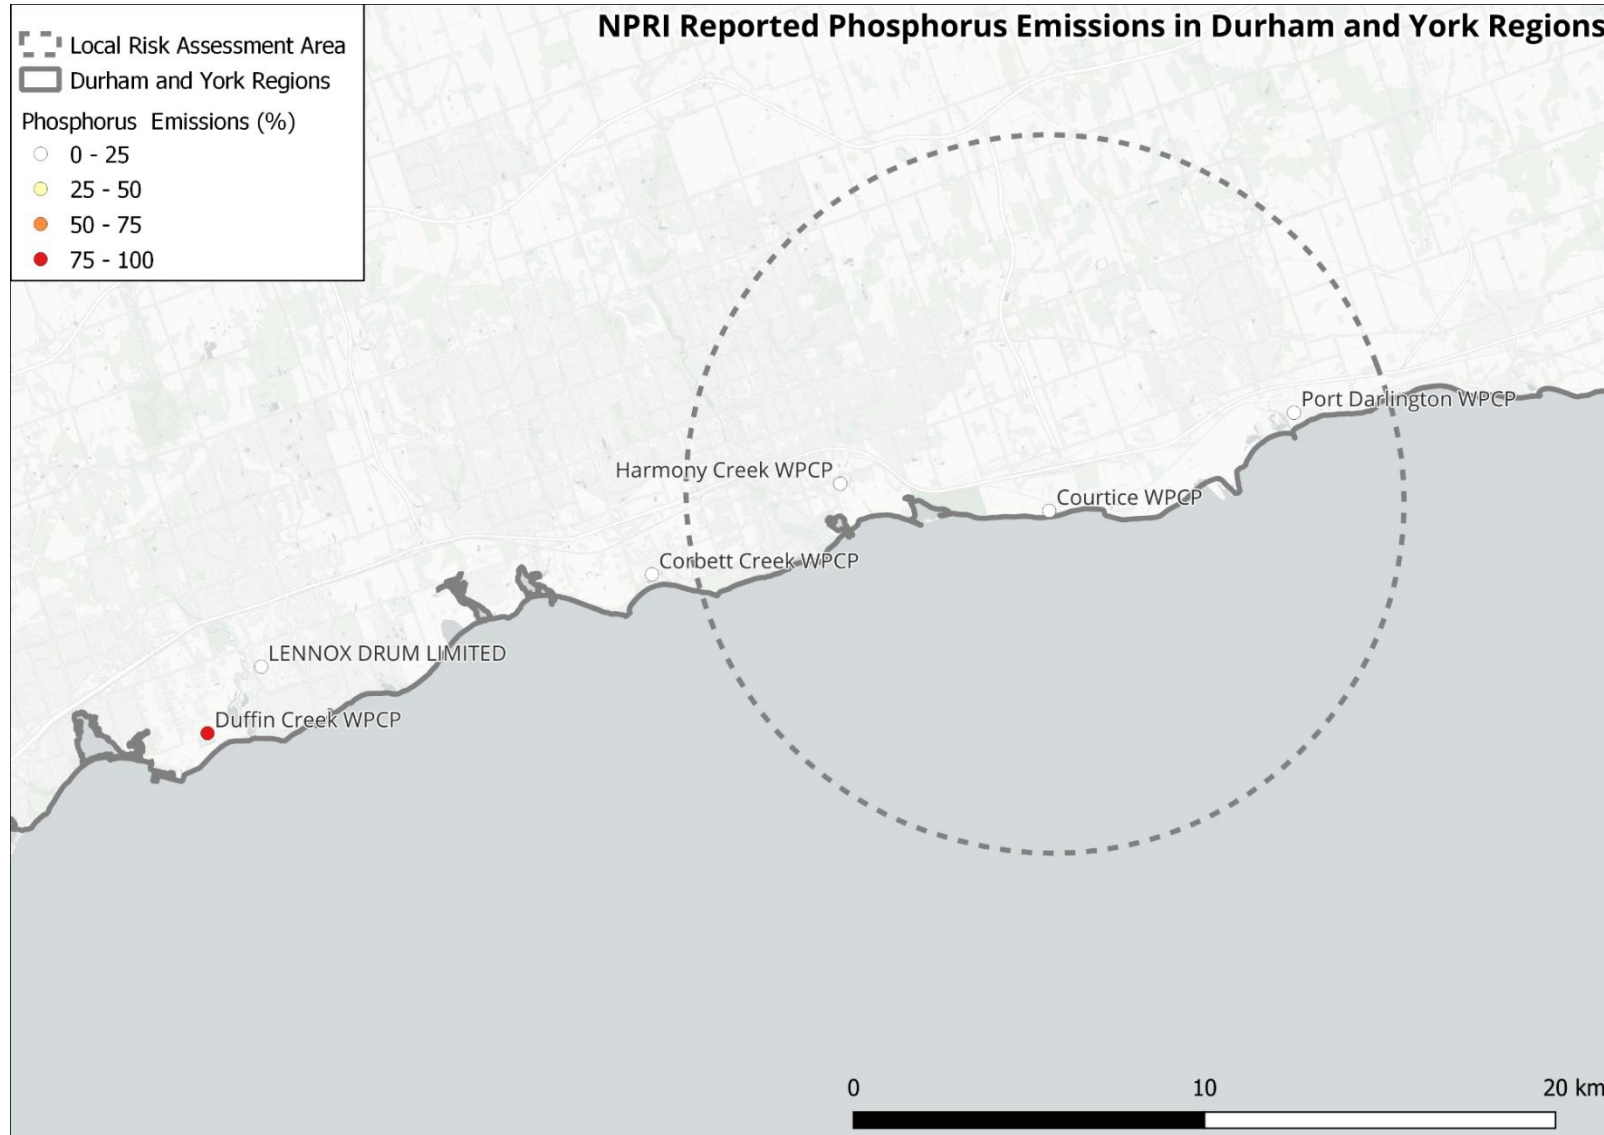 NPRI Reported Phosphorus Emissions in Durham and York Regions
Local Risk Assessment Area
Durham and York Regions
Phosphorus Emissions (%)
0 - 25
25 - 50
50 - 75
75 - 100
Port Darlington WPCP
Harmony Creek WPCP
Courtice WPCP
Corbett Creek WPCP
LENNOX DRUM LIMITED
Duffin Creek WPCP
0 10 20 km